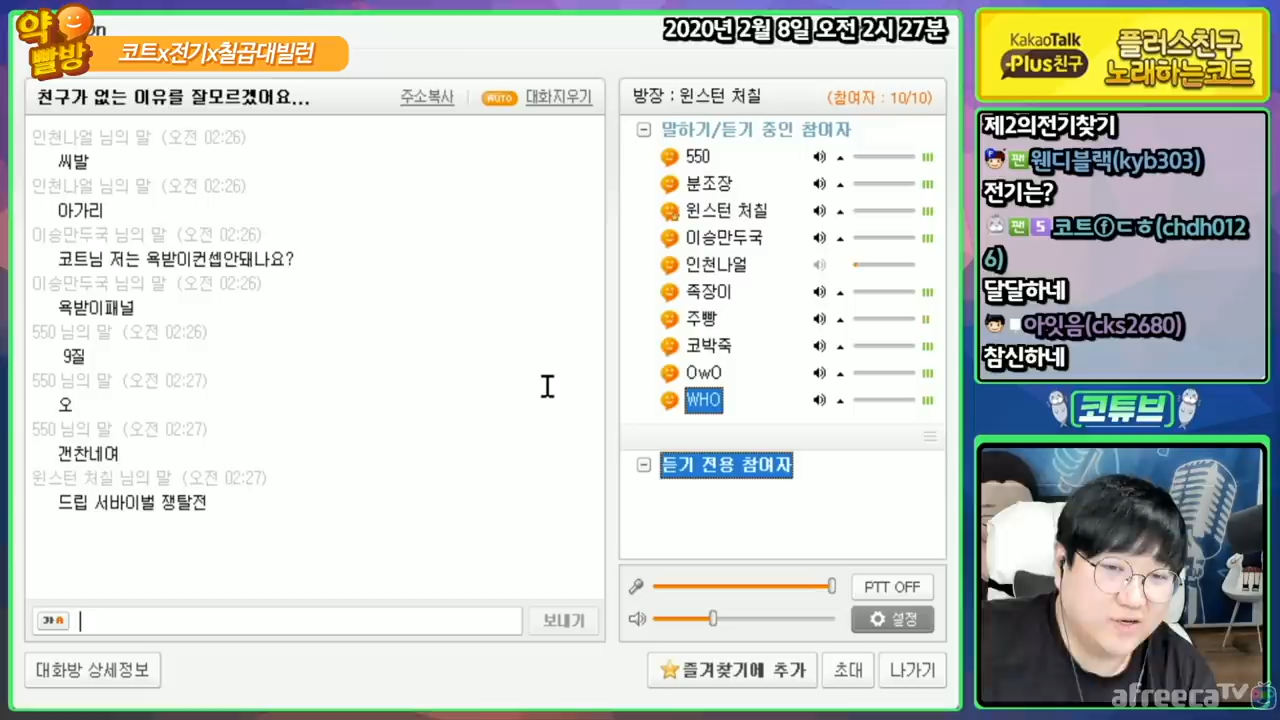 약빨방
코트x전기x칠곱대빌런
2020년 2월 8일 오전 2시 27분
친구가 없는 이유를 잘모르겠어요...
주소복사
AUTO 대화지우기
인천나얼 님의 말 (오전 02:26)
씨발
인천나얼 님의 말 (오전 02:26)
아가리
이승만두국 님의 말 (오전 02:26)
코트님 저는 욕받이컨셉안돼나요?
이승만두국 님의 말 (오전 02:26)
욕받이패널
550 님의 말 (오전 02:26)
9질
550 님의 말 (오전 02:27)
오
550 님의 말 (오전 02:27)
갠찬네여
윈스턴 처칠 님의 말 (오전 02:27)
드립 서바이벌 쟁탈전
가
보내기
대화방 상세정보
방장 : 윈스턴 처칠
(참여자 : 10/10)
말하기/듣기 중인 참여자
550
분조장
윈스턴 처칠
이승만두국
인천나얼
족장이
주빵
코박죽
OwO
WHO
듣기 전용 참여자
PTT OFF
설정
즐겨찾기에 추가
초대
나가기
KakaoTalk
Plus친구
플러스친구
노래하는코트
제2의전기찾기
팬 웬디블랙(kyb303)
전기는?
팬 S 코트ⓕㄷㅎ(chdh012
6)
달달하네
아잇음(cks2680)
참신하네
코튜브
afreecaTV